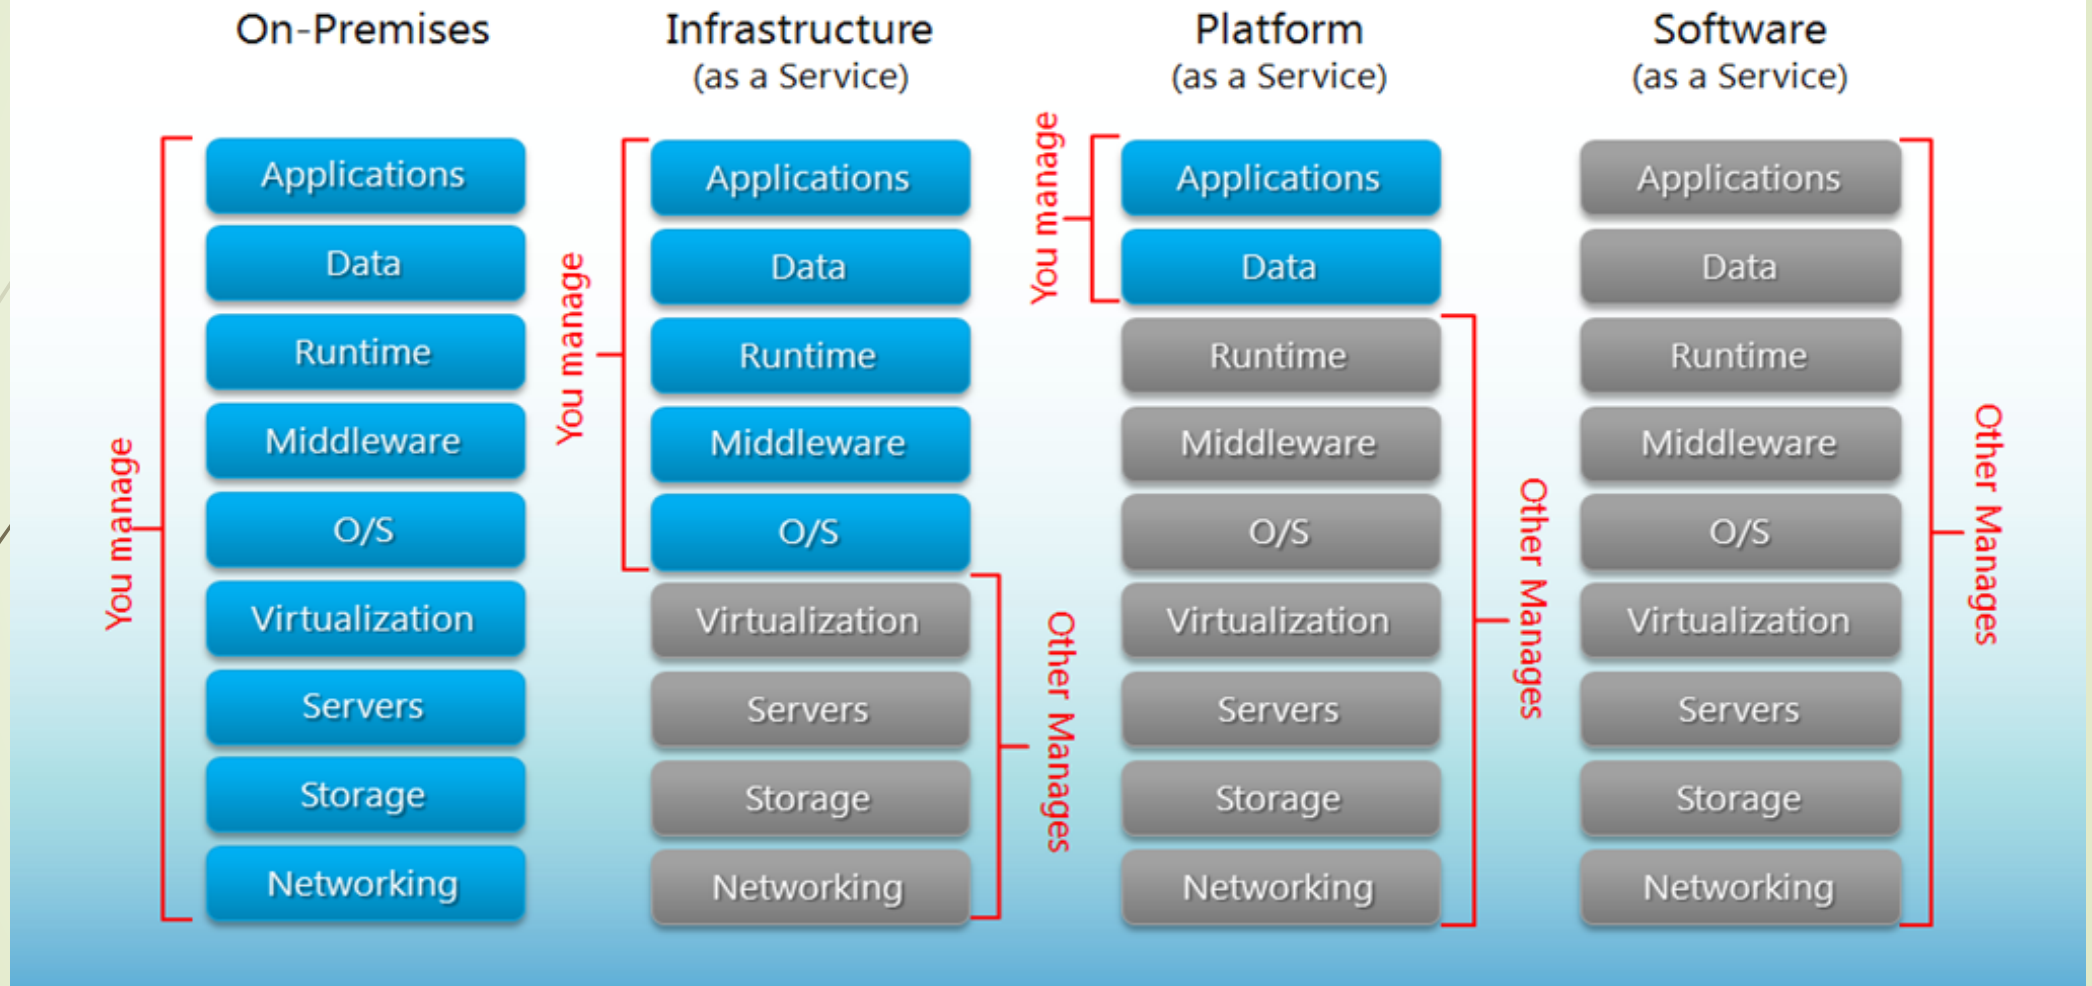 On-Premises
You manage
Applications
Data
Runtime
Middleware
O/S
Virtualization
Servers
Storage
Networking
Infrastructure
(as a Service)
You manage
Applications
Data
Runtime
Middleware
O/S
Virtualization
Servers
Storage
Networking
Other Manages
Platform
(as a Service)
You manage
Applications
Data
Runtime
Middleware
O/S
Virtualization
Servers
Storage
Networking
Other Manages
Software
(as a Service)
Applications
Data
Runtime
Middleware
O/S
Virtualization
Servers
Storage
Networking
Other Manages